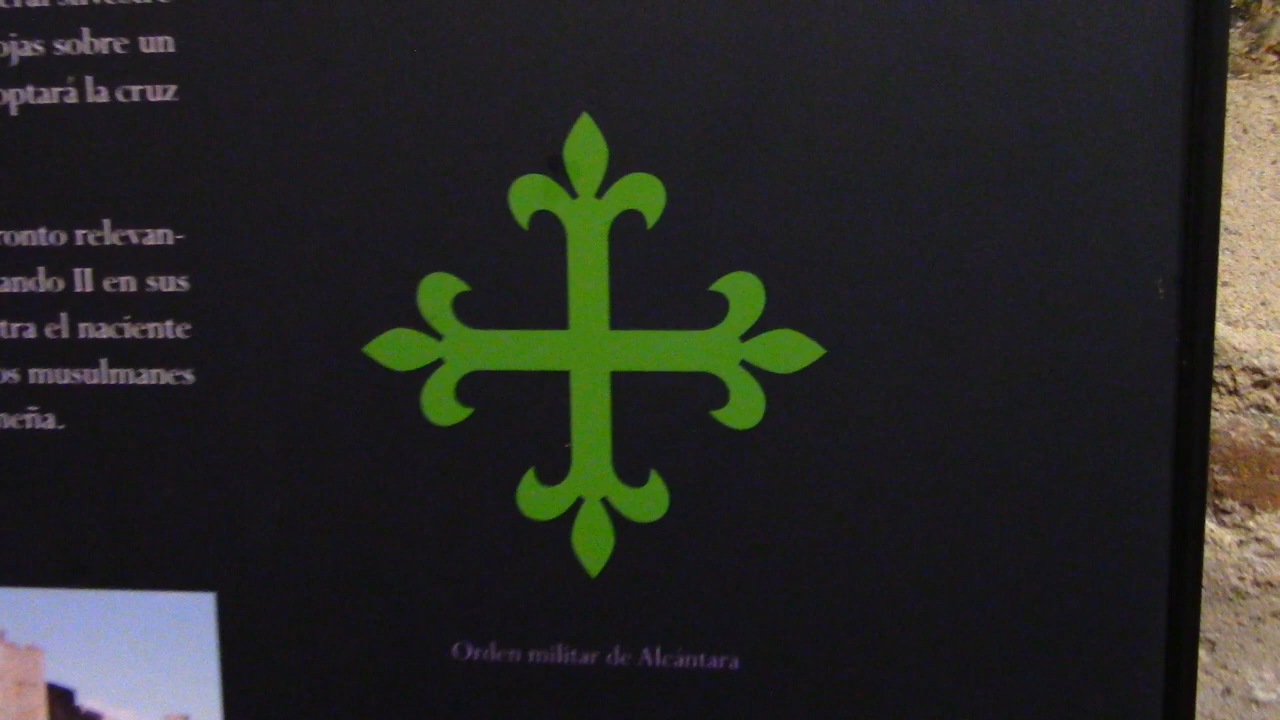 ojas sobre un
optará la cruz
ronto relevan-
ando II en sus
tra el naciente
os musulmanes
neña.
Orden militar de Alcántara